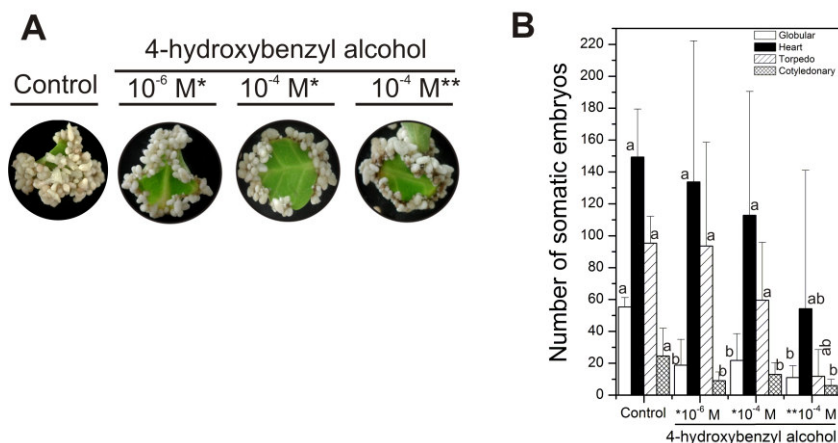 A
4-hydroxybenzyl alcohol
Control 10⁻⁶ M* 10⁻⁴ M* 10⁻⁴ M**
B
Number of somatic embryos
220
200
180
160
140
120
100
80
60
40
20
0
Globular
Heart
Torpedo
Cotyledonary
a a a a
b a a b
b a a b
b ab ab b
Control *10⁻⁶ M *10⁻⁴ M **10⁻⁴ M
4-hydroxybenzyl alcohol